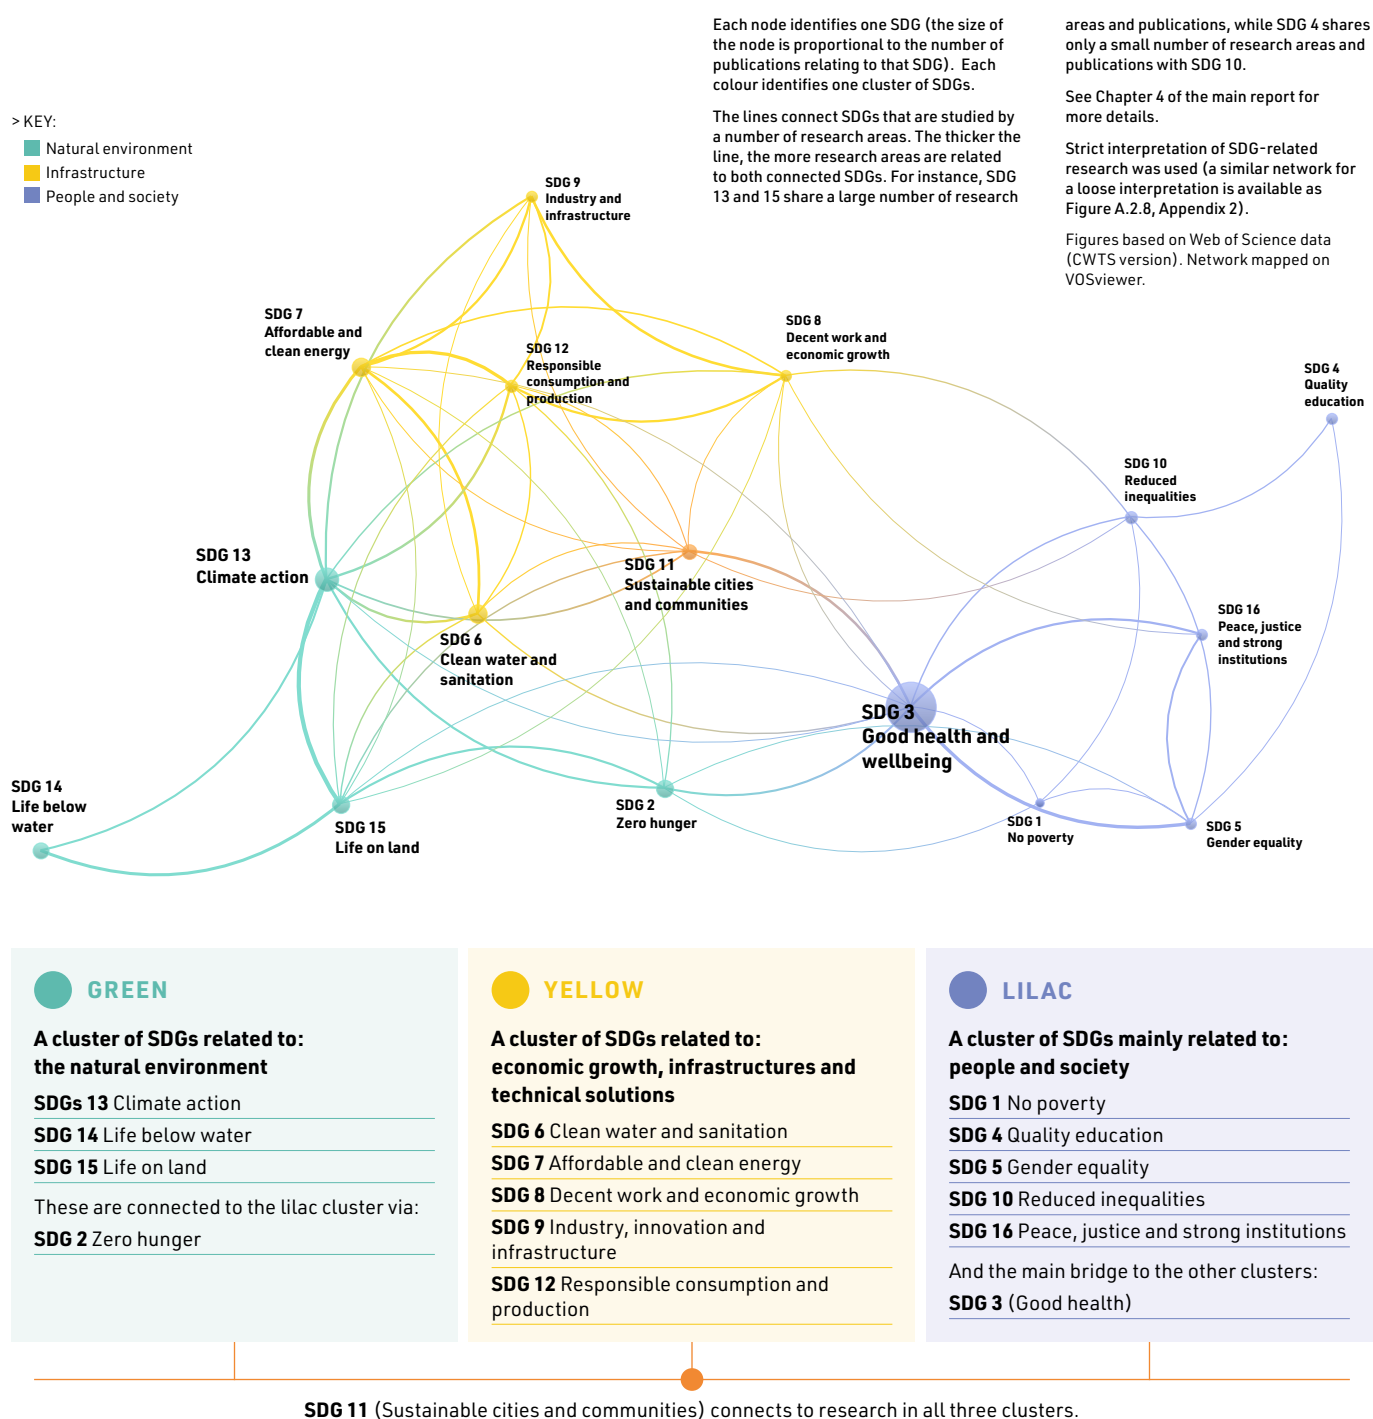 Each node identifies one SDG (the size of
the node is proportional to the number of
publications relating to that SDG).  Each
colour identifies one cluster of SDGs.
The lines connect SDGs that are studied by
a number of research areas. The thicker the
line, the more research areas are related
to both connected SDGs. For instance, SDG
13 and 15 share a large number of research
areas and publications, while SDG 4 shares
only a small number of research areas and
publications with SDG 10.
See Chapter 4 of the main report for
more details.
Strict interpretation of SDG-related
research was used (a similar network for
a loose interpretation is available as
Figure A.2.8, Appendix 2).
Figures based on Web of Science data
(CWTS version). Network mapped on
VOSviewer.
> KEY:
Natural environment
Infrastructure
People and society
SDG 9
Industry and
infrastructure
SDG 7
Affordable and
clean energy
SDG 12
Responsible
consumption and
production
SDG 8
Decent work and
economic growth
SDG 4
Quality
education
SDG 10
Reduced
inequalities
SDG 13
Climate action
SDG 11
Sustainable cities
and communities
SDG 6
Clean water and
sanitation
SDG 16
Peace, justice
and strong
institutions
SDG 3
Good health and
wellbeing
SDG 14
Life below
water
SDG 15
Life on land
SDG 2
Zero hunger
SDG 1
No poverty
SDG 5
Gender equality
GREEN
A cluster of SDGs related to:
the natural environment
SDGs 13 Climate action
SDG 14 Life below water
SDG 15 Life on land
These are connected to the lilac cluster via:
SDG 2 Zero hunger
YELLOW
A cluster of SDGs related to:
economic growth, infrastructures and
technical solutions
SDG 6 Clean water and sanitation
SDG 7 Affordable and clean energy
SDG 8 Decent work and economic growth
SDG 9 Industry, innovation and
infrastructure
SDG 12 Responsible consumption and
production
LILAC
A cluster of SDGs mainly related to:
people and society
SDG 1 No poverty
SDG 4 Quality education
SDG 5 Gender equality
SDG 10 Reduced inequalities
SDG 16 Peace, justice and strong institutions
And the main bridge to the other clusters:
SDG 3 (Good health)
SDG 11 (Sustainable cities and communities) connects to research in all three clusters.